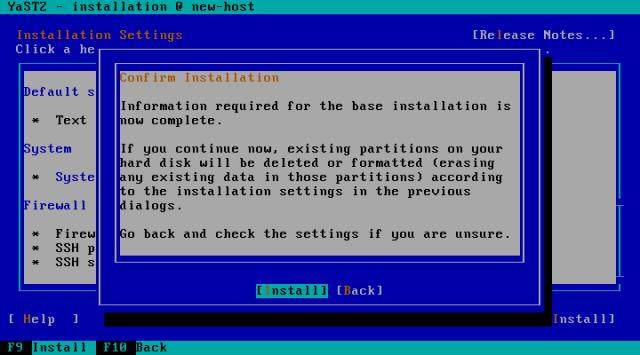 YaST2 - installation @ new-host
Installation Settings [Release Notes...]
Click a he .
Confirm Installation
Information required for the base installation is
now complete.
If you continue now, existing partitions on your
hard disk will be deleted or formatted (erasing
any existing data in those partitions) according
to the installation settings in the previous
dialogs.
Go back and check the settings if you are unsure.
[Install] [Back]
Default s
* Text
System
* Syste
Firewall
* Firew
* SSH p
* SSH s
[ Help ] Install]
F9 Install F10 Back